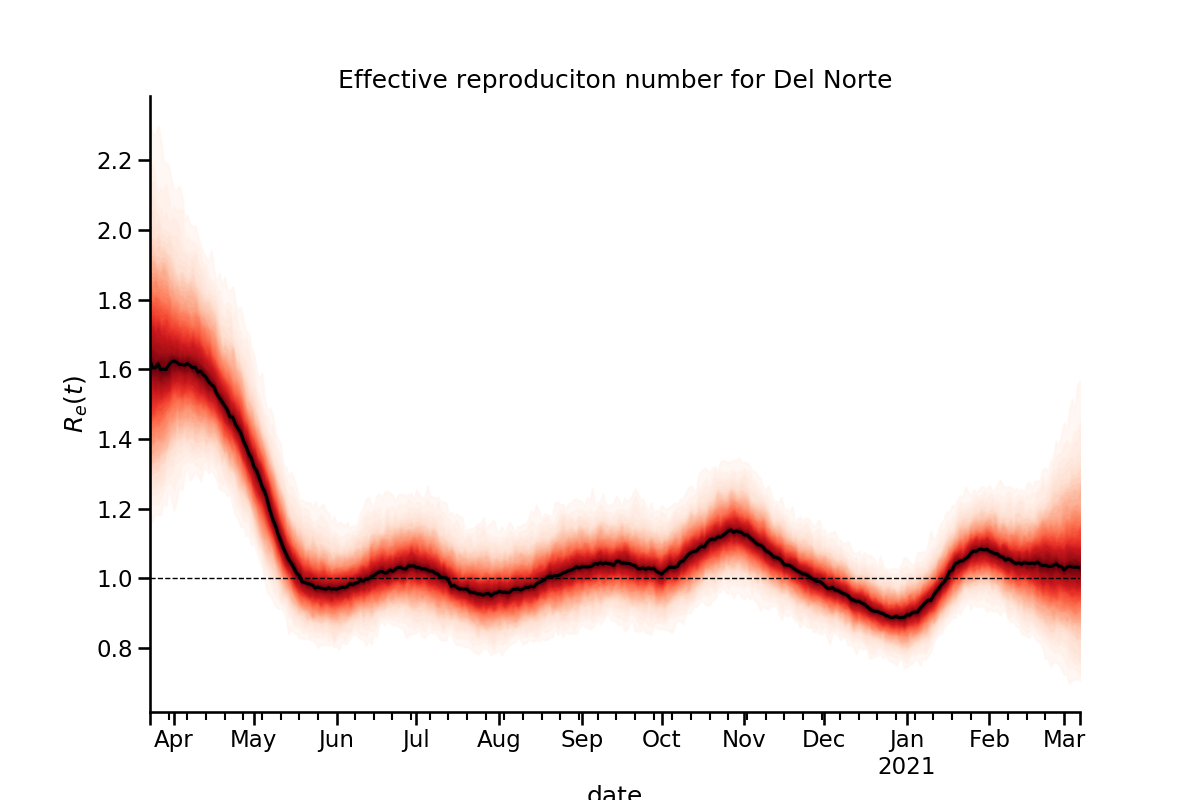 Effective reproduciton number for Del Norte
2.2
2.0
1.8
1.6
1.4
1.2
1.0
0.8
R_e(t)
Apr May Jun Jul Aug Sep Oct Nov Dec Jan Feb Mar
2021
date